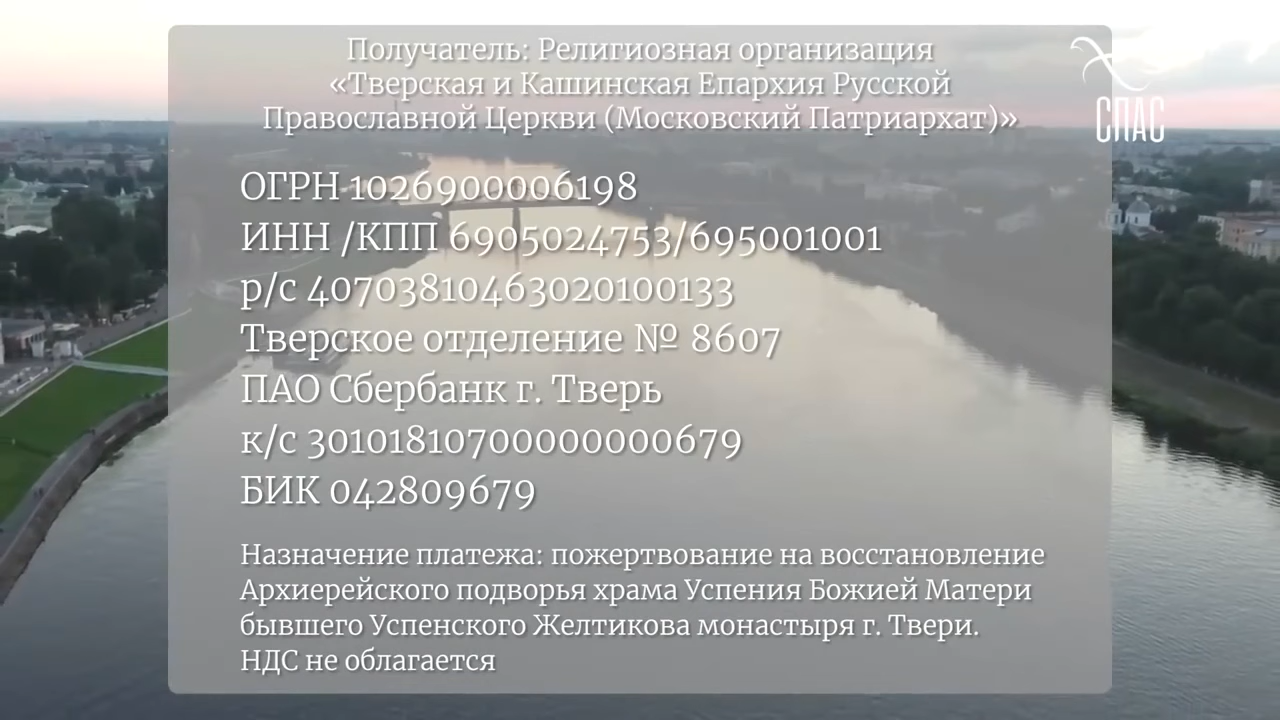 Получатель: Религиозная организация
«Тверская и Кашинская Епархия Русской
Православной Церкви (Московский Патриархат)»
СПАС
ОГРН 1026900006198
ИНН /КПП 6905024753/695001001
р/с 40703810463020100133
Тверское отделение № 8607
ПАО Сбербанк г. Тверь
к/с 30101810700000000679
БИК 042809679
Назначение платежа: пожертвование на восстановление
Архиерейского подворья храма Успения Божией Матери
бывшего Успенского Желтикова монастыря г. Твери.
НДС не облагается